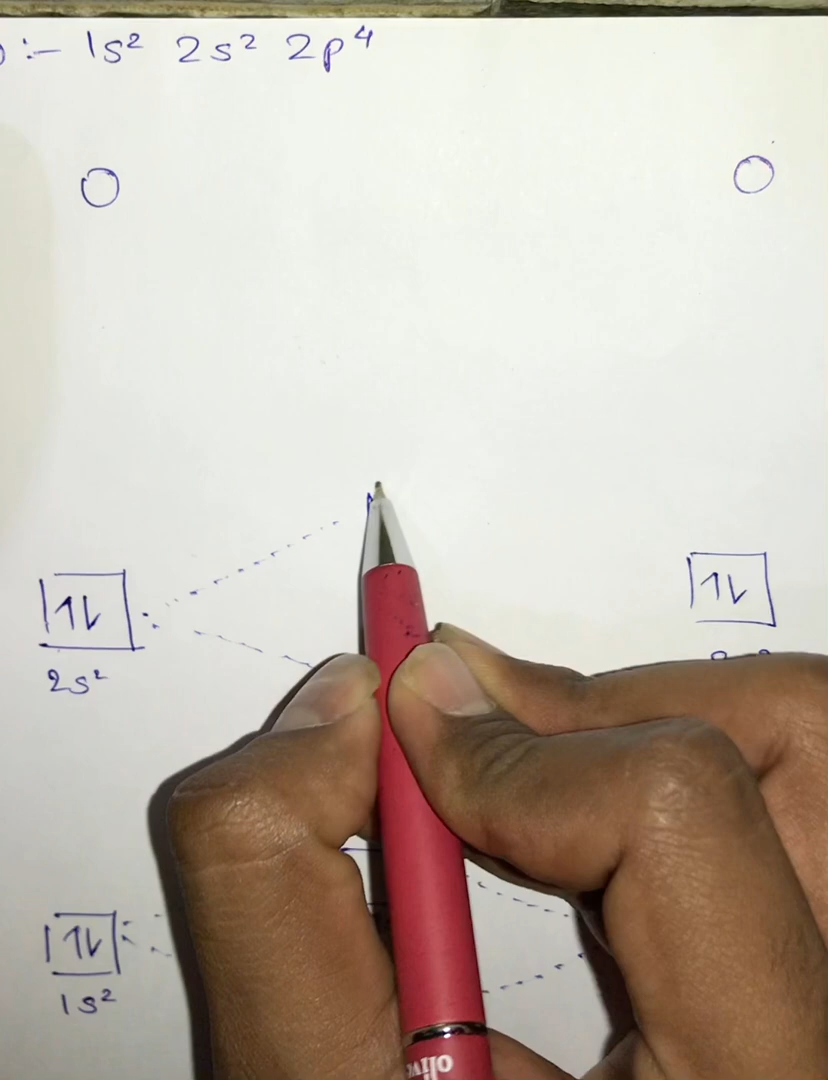 :- 1s² 2s² 2p⁴
O O
↑↓ ↑↓
2s²
↑↓
1s²